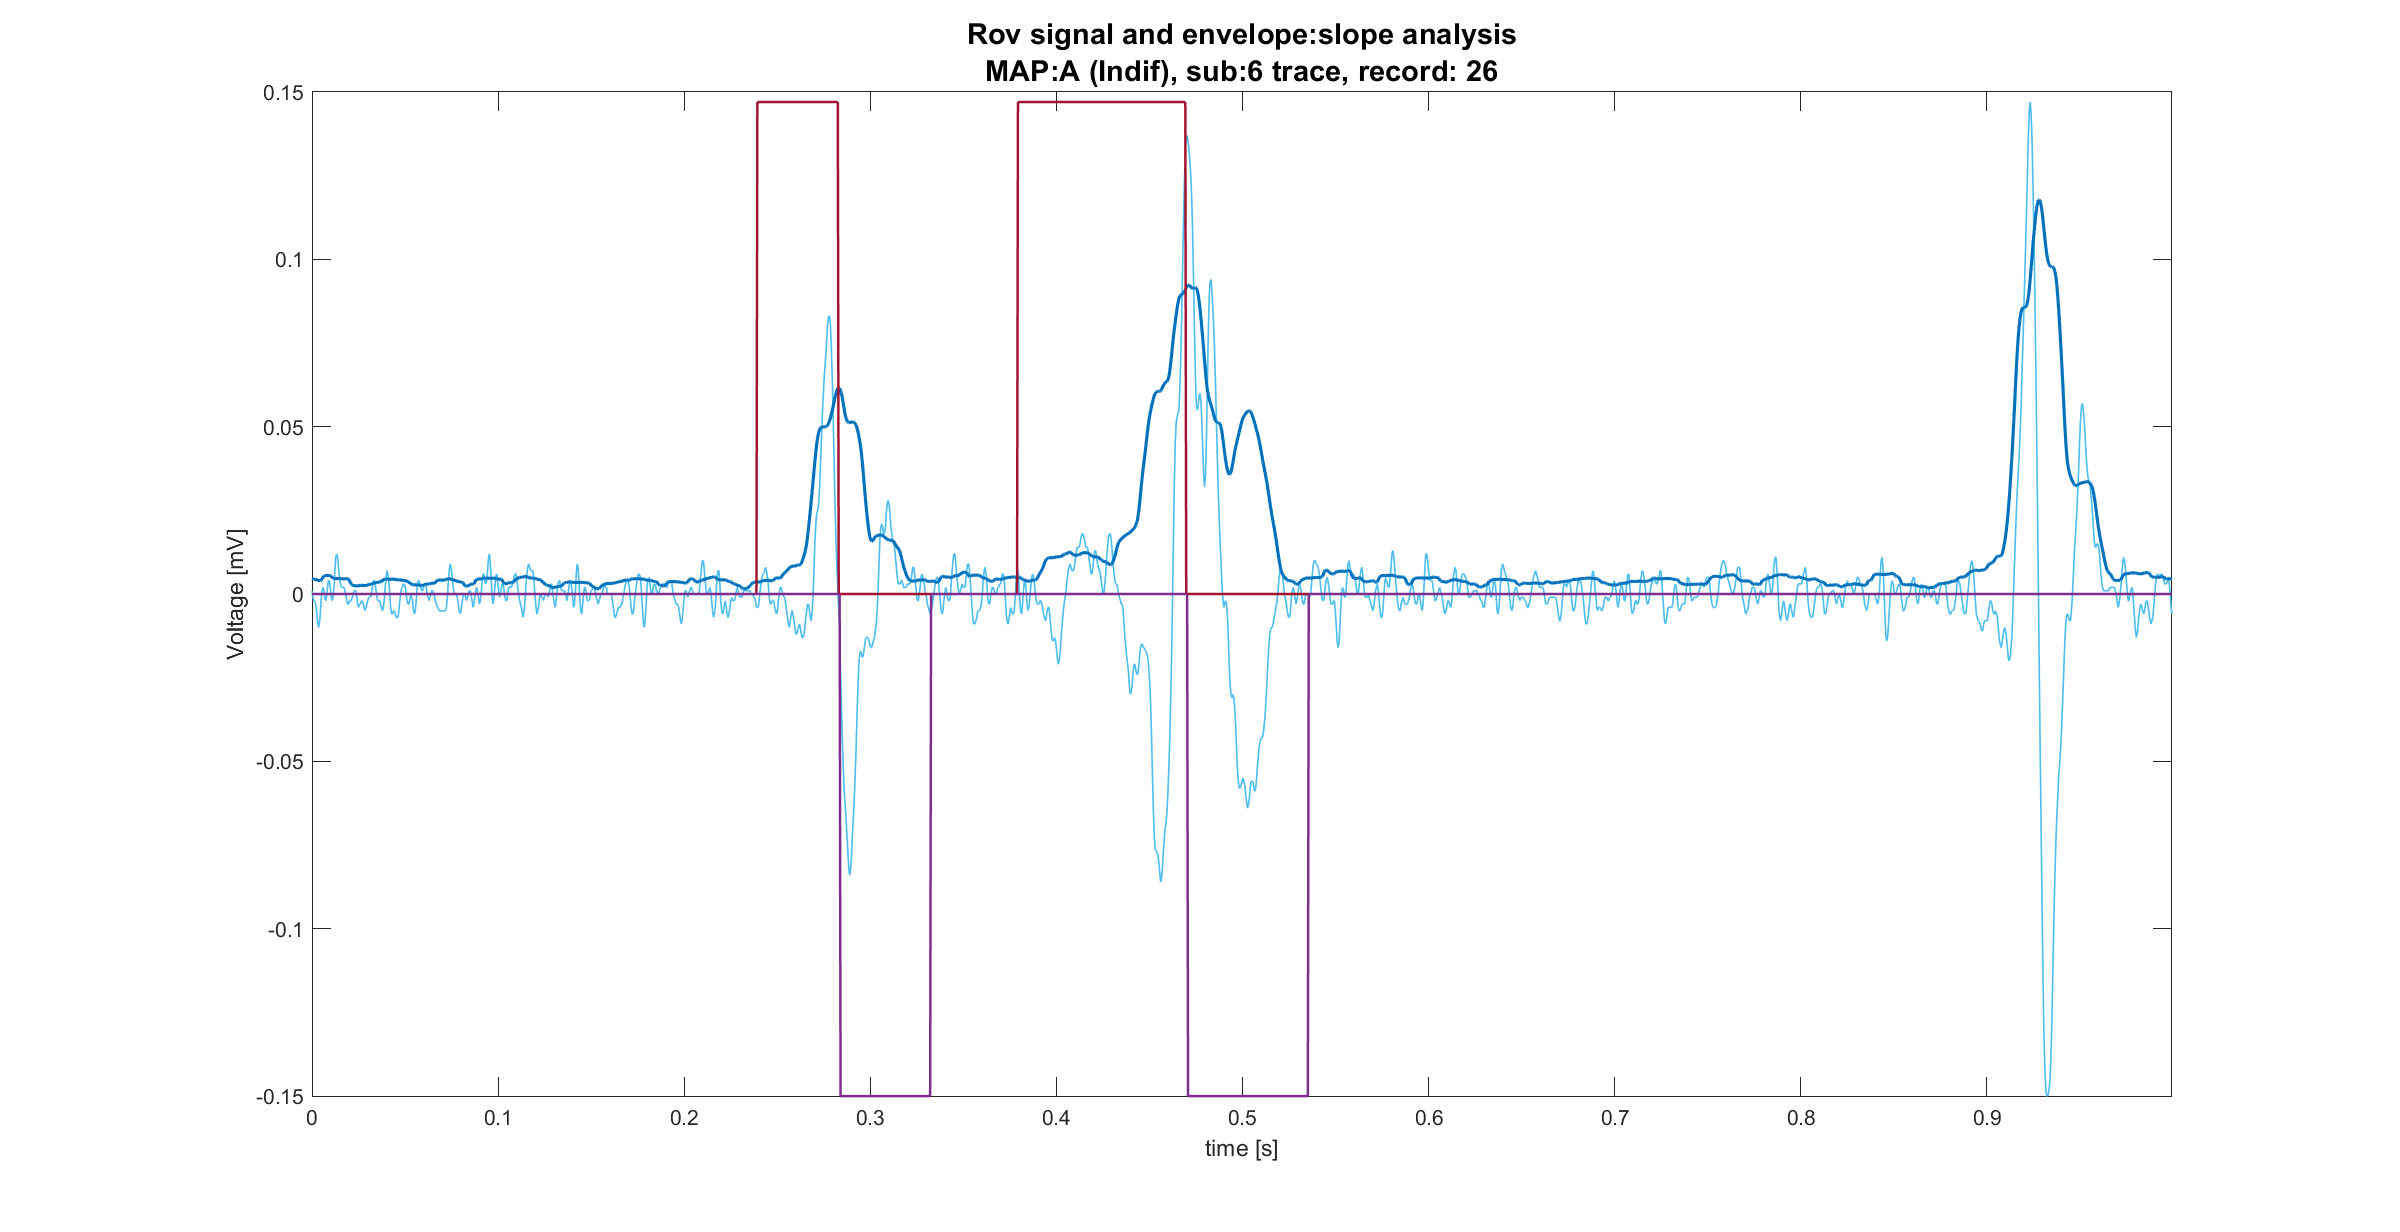 Rov signal and envelope:slope analysis
MAP:A (Indif), sub:6 trace, record: 26
0.15
0.1
0.05
0
-0.05
-0.1
-0.15
Voltage [mV]
0 0.1 0.2 0.3 0.4 0.5 0.6 0.7 0.8 0.9
time [s]